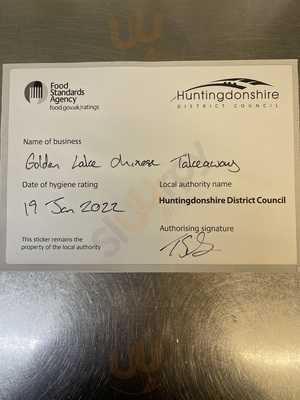 Food
Standards
Agency
food.gov.uk/ratings
Huntingdonshire
DISTRICT COUNCIL
Name of business
Golden Lake Chinese Takeaway
Date of hygiene rating
Local authority name
19 Jan 2022
Huntingdonshire District Council
Authorising signature
This sticker remains the
property of the local authority